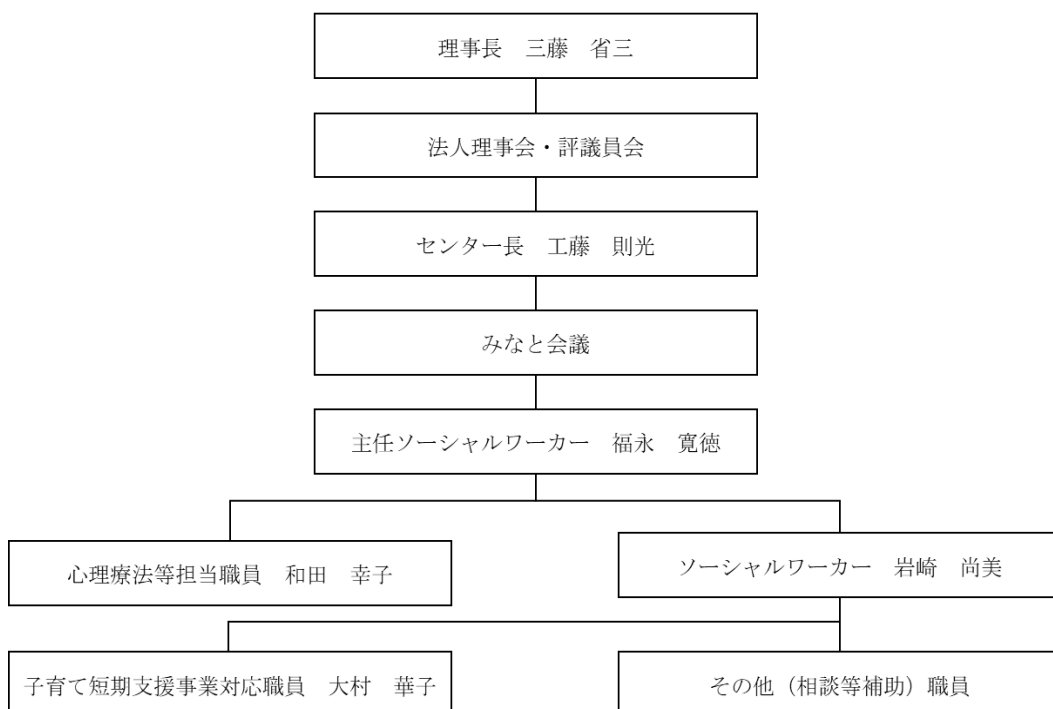 理事長　三藤　省三
法人理事会・評議員会
センター長　工藤　則光
みなと会議
主任ソーシャルワーカー　福永　寛徳
心理療法等担当職員　和田　幸子
ソーシャルワーカー　岩崎　尚美
子育て短期支援事業対応職員　大村　華子
その他（相談等補助）職員